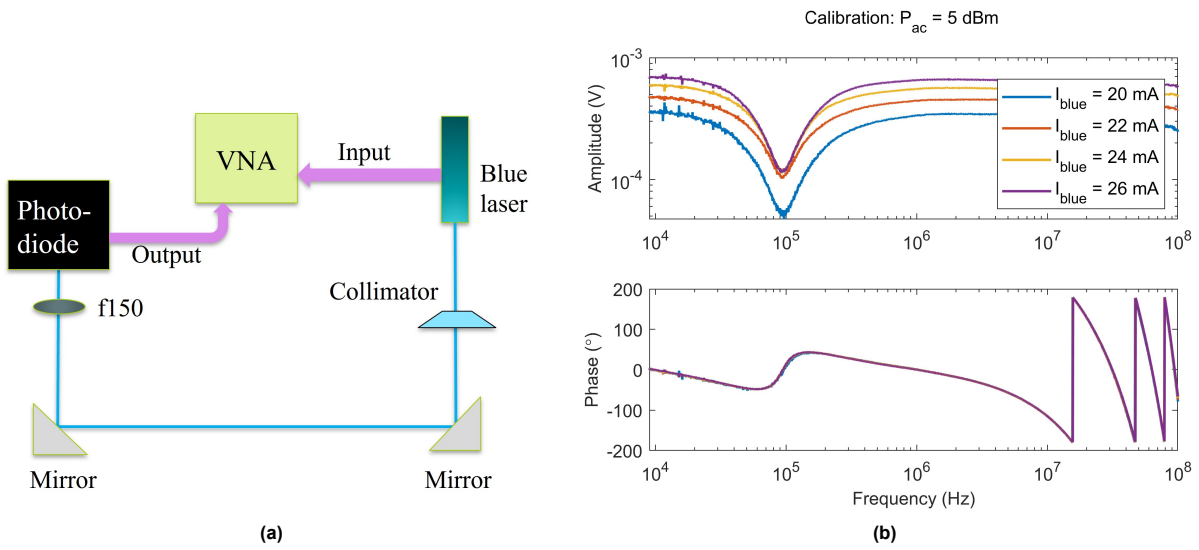 VNA
Input
Blue
laser
Photo-
diode
Output
f150
Collimator
Mirror
Mirror
(a)
Calibration: P_ac = 5 dBm
10^-3
10^-4
Amplitude (V)
I_blue = 20 mA
I_blue = 22 mA
I_blue = 24 mA
I_blue = 26 mA
10^4 10^5 10^6 10^7 10^8
200
100
0
-100
-200
Phase (°)
10^4 10^5 10^6 10^7 10^8
Frequency (Hz)
(b)